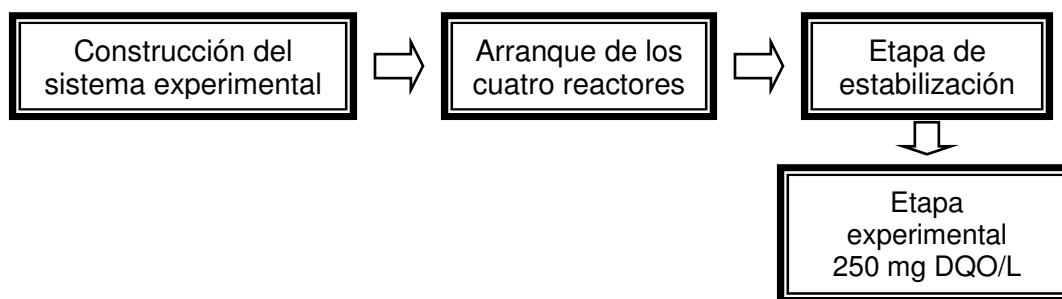 Construcción del
sistema experimental
Arranque de los
cuatro reactores
Etapa de
estabilización
Etapa
experimental
250 mg DQO/L